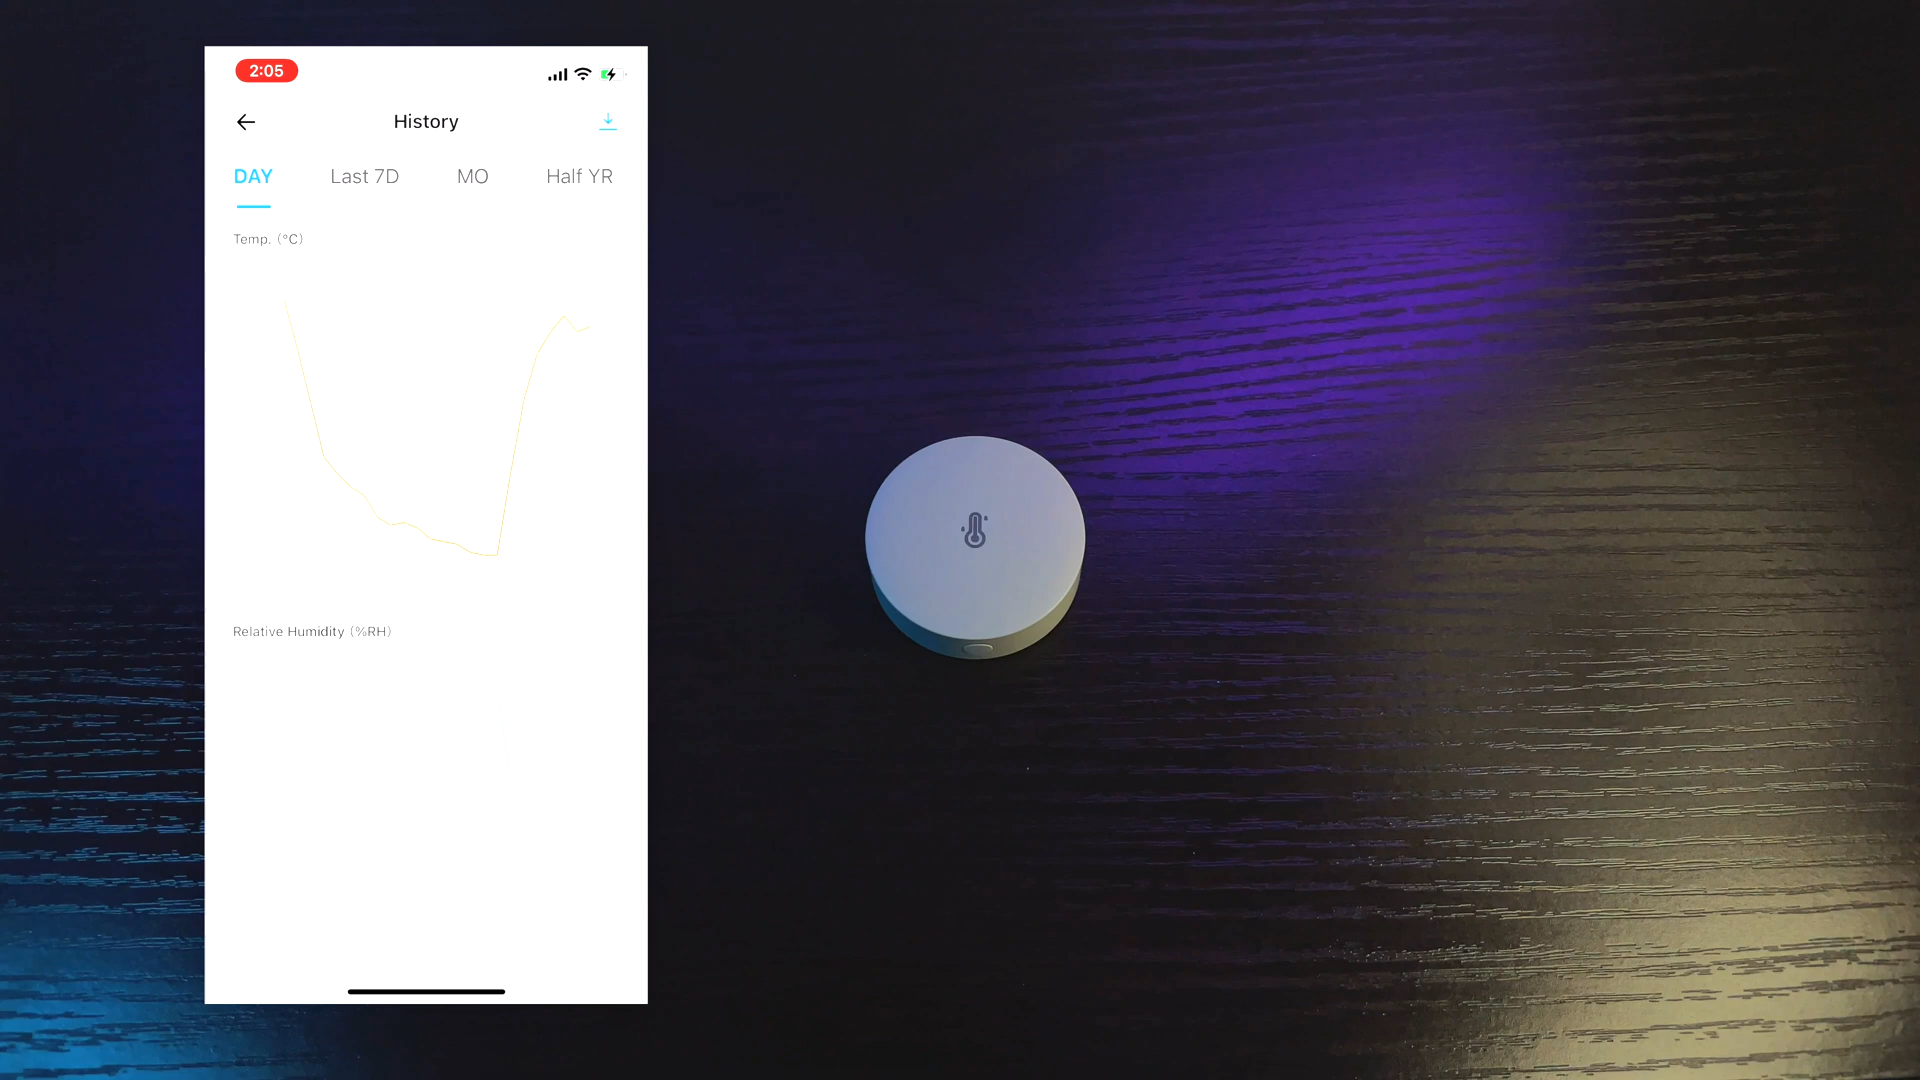 2:05
History
DAY Last 7D MO Half YR
Temp. (°C)
Relative Humidity (%RH)